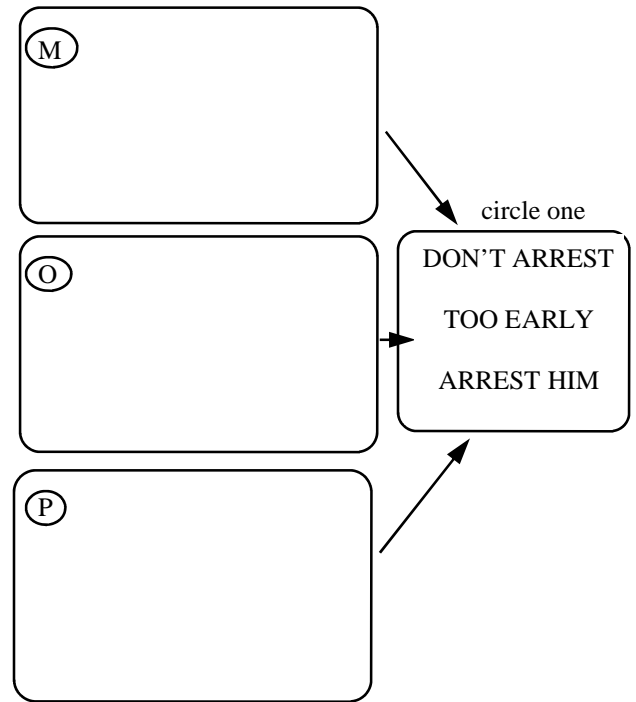 M
circle one
DON'T ARREST
O
TOO EARLY
ARREST HIM
P